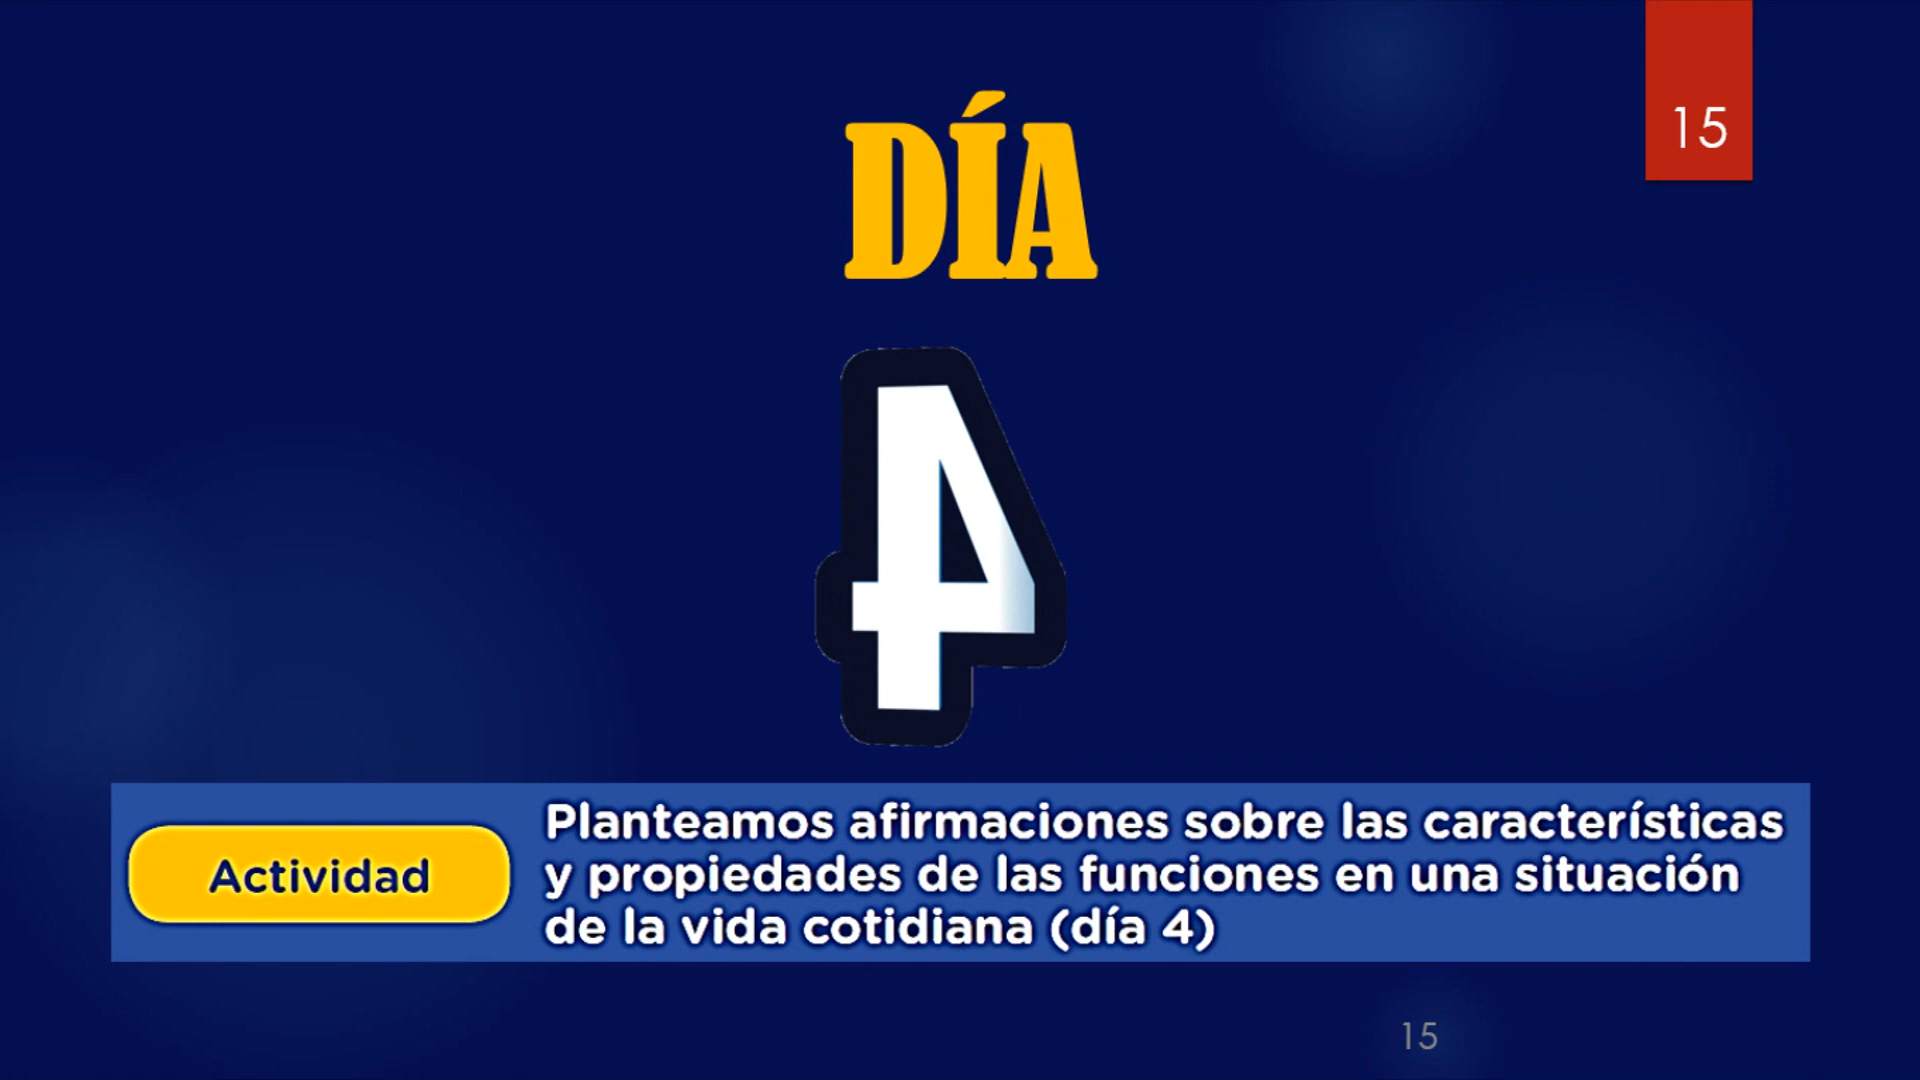 15
DÍA
4
Actividad
Planteamos afirmaciones sobre las características
y propiedades de las funciones en una situación
de la vida cotidiana (día 4)
15